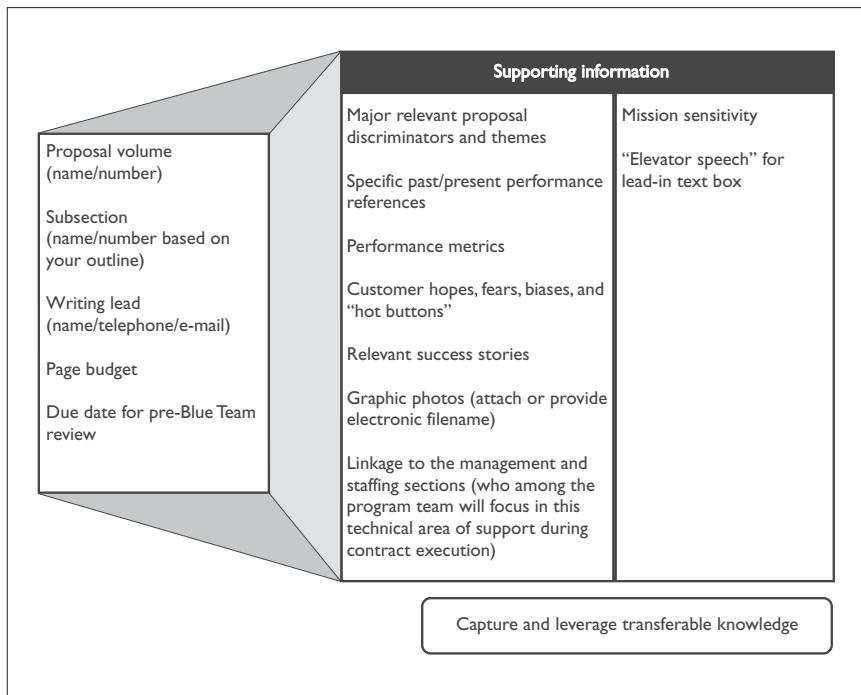 Supporting information
Proposal volume
(name/number)
Subsection
(name/number based on
your outline)
Writing lead
(name/telephone/e-mail)
Page budget
Due date for pre-Blue Team
review
Major relevant proposal
discriminators and themes
Specific past/present performance
references
Performance metrics
Customer hopes, fears, biases, and
“hot buttons”
Relevant success stories
Graphic photos (attach or provide
electronic filename)
Linkage to the management and
staffing sections (who among the
program team will focus in this
technical area of support during
contract execution)
Mission sensitivity
“Elevator speech” for
lead-in text box
Capture and leverage transferable knowledge